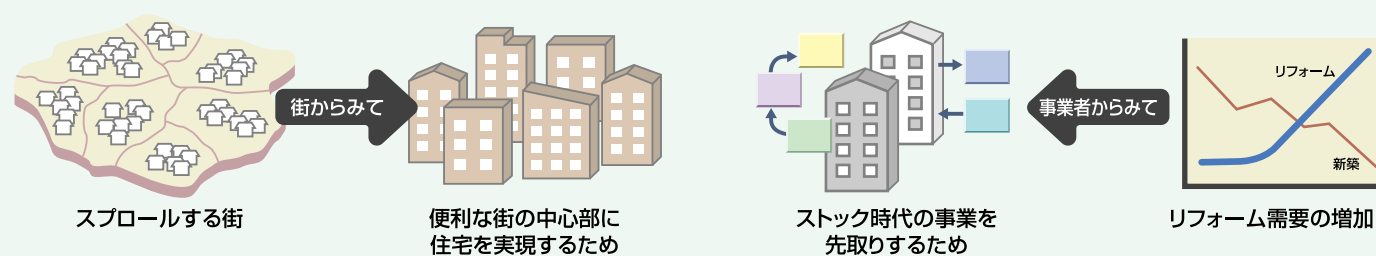 街からみて
スプロールする街
便利な街の中心部に
住宅を実現するため
ストック時代の事業を
先取りするため
事業者からみて
リフォーム
新築
リフォーム需要の増加